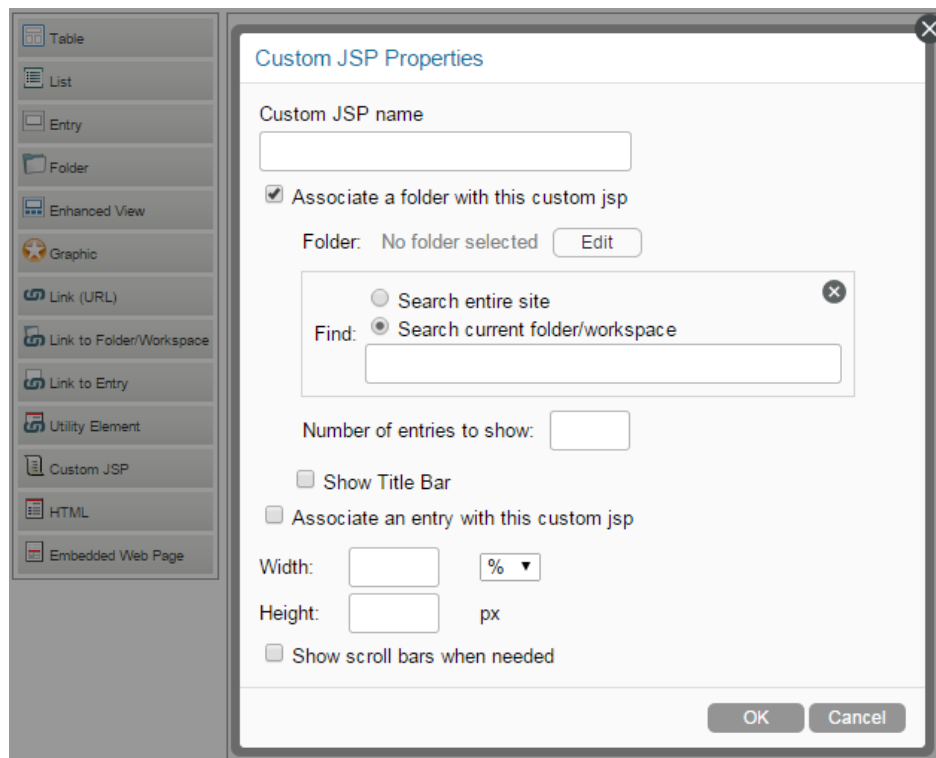 Table
List
Entry
Folder
Enhanced View
Graphic
Link (URL)
Link to Folder/Workspace
Link to Entry
Utility Element
Custom JSP
HTML
Embedded Web Page
Custom JSP Properties
Custom JSP name
Associate a folder with this custom jsp
Folder: No folder selected Edit
Search entire site
Find: Search current folder/workspace
Number of entries to show:
Show Title Bar
Associate an entry with this custom jsp
Width: %
Height: px
Show scroll bars when needed
OK Cancel